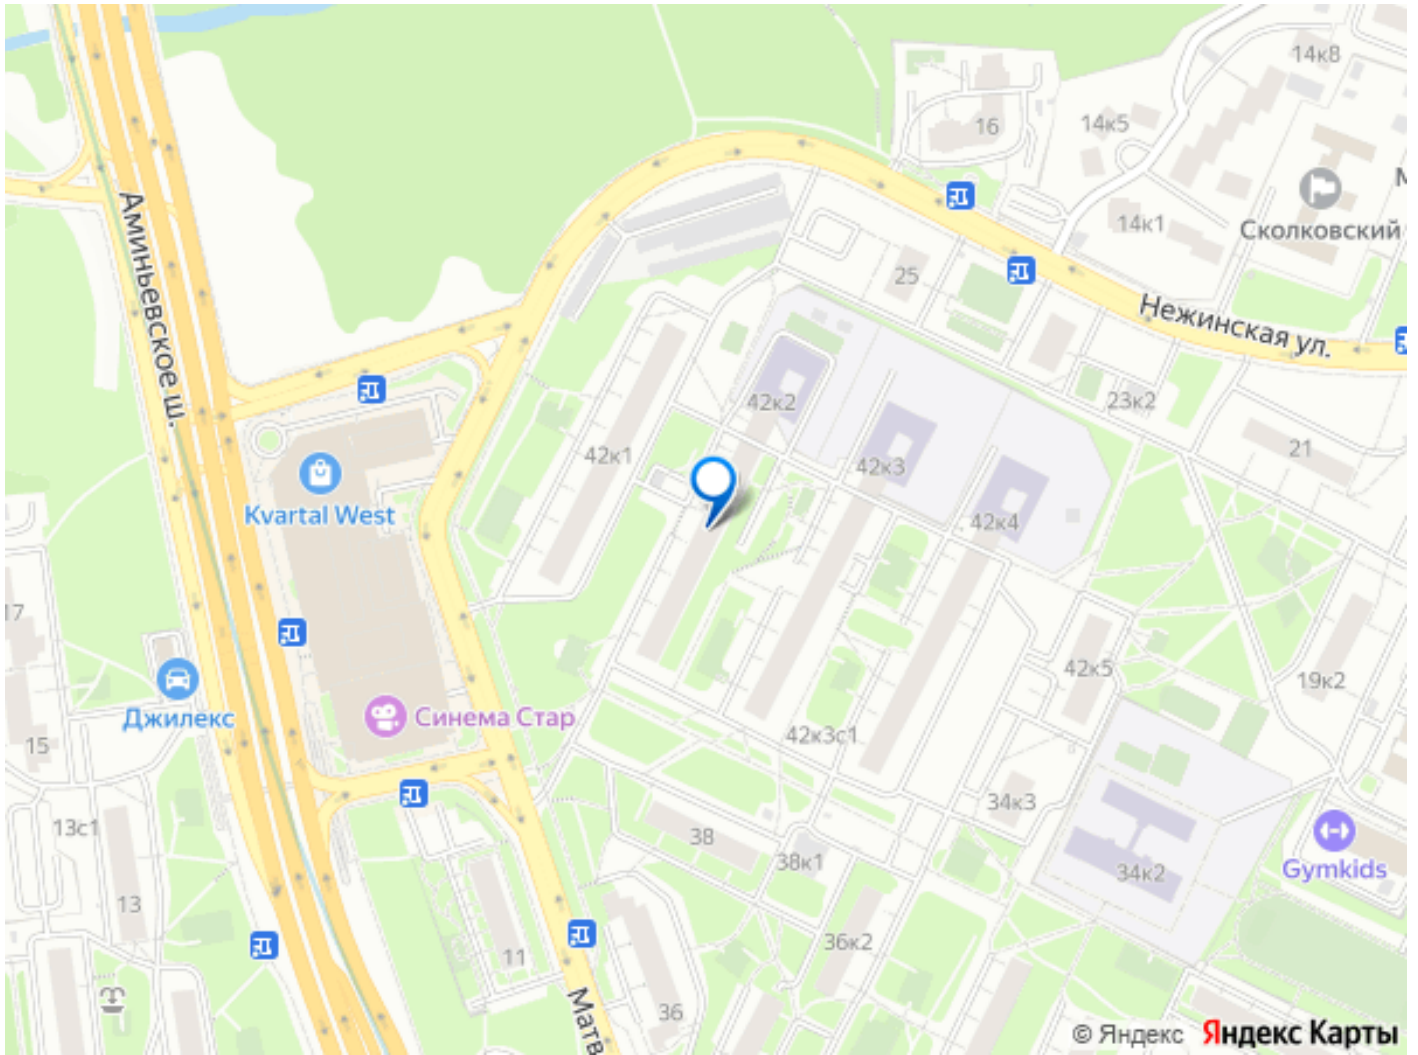 14к8
16
14к5
М
14к1
Сколковский
Аминьевское ш.
25
Нежинская ул.
42к2
23к2
42к1
42к3
21
Kvartal West
42к4
17
42к5
19к2
Джилекс
Синема Стар
15
42к3с1
34к3
13с1
38
38к1
34к2
Gymkids
13
36к2
11
Матв
36
© Яндекс Яндекс Карты